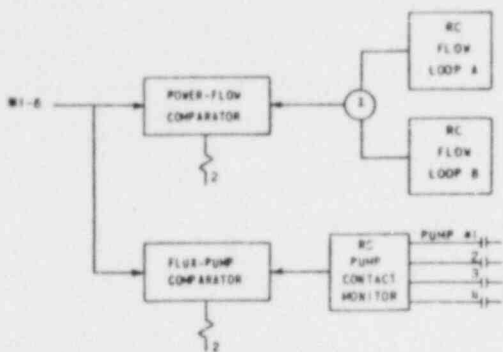 RC
FLOW
LOOP A
POWER-FLOW
COMPARATOR
1
NI-6
2
RC
FLOW
LOOP B
FLUX-PUMP
COMPARATOR
2
RC
PUMP
CONTACT
MONITOR
PUMP #1
2
3
4